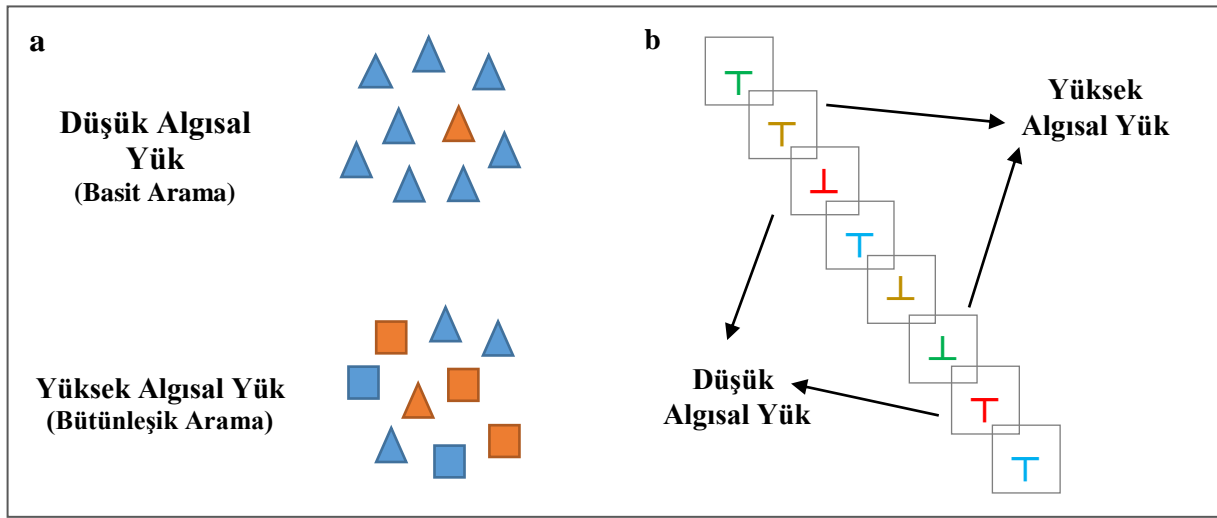 a
Düşük Algısal
Yük
(Basit Arama)
Yüksek Algısal Yük
(Bütünleşik Arama)
b
Yüksek
Algısal Yük
Düşük
Algısal Yük